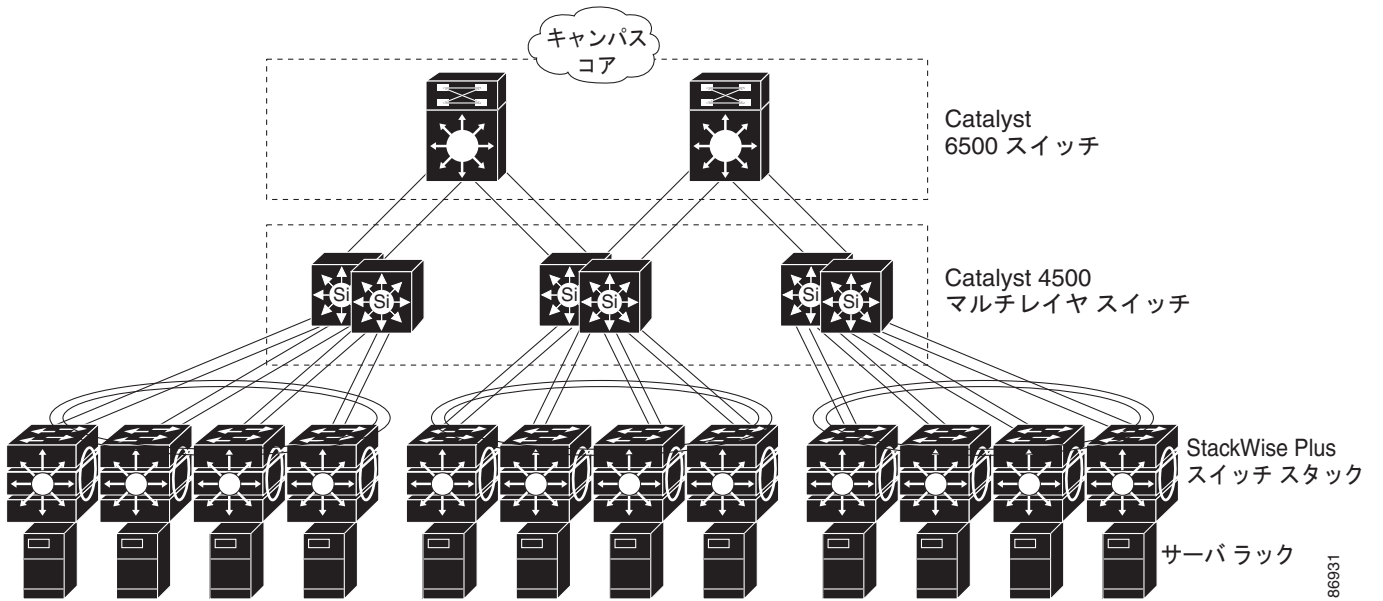 キャンパス
コア
Catalyst
6500 スイッチ
Si Si Si Si Si Si
Catalyst 4500
マルチレイヤ スイッチ
StackWise Plus
スイッチ スタック
サーバ ラック
86931